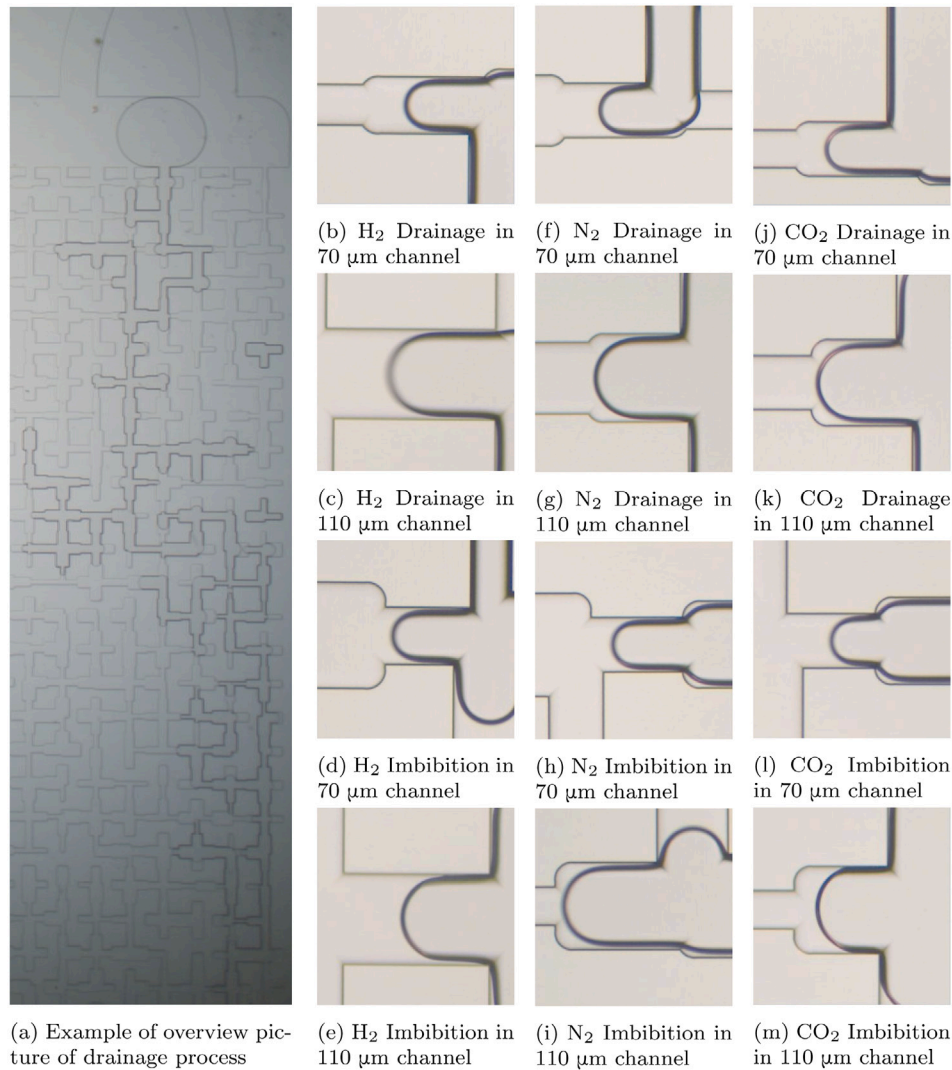 (b) H₂ Drainage in
70 μm channel
(f) N₂ Drainage in
70 μm channel
(j) CO₂ Drainage in
70 μm channel
(c) H₂ Drainage in
110 μm channel
(g) N₂ Drainage in
110 μm channel
(k) CO₂ Drainage
in 110 μm channel
(d) H₂ Imbibition in
70 μm channel
(h) N₂ Imbibition in
70 μm channel
(l) CO₂ Imbibition
in 70 μm channel
(a) Example of overview pic-
ture of drainage process
(e) H₂ Imbibition in
110 μm channel
(i) N₂ Imbibition in
110 μm channel
(m) CO₂ Imbibition
in 110 μm channel